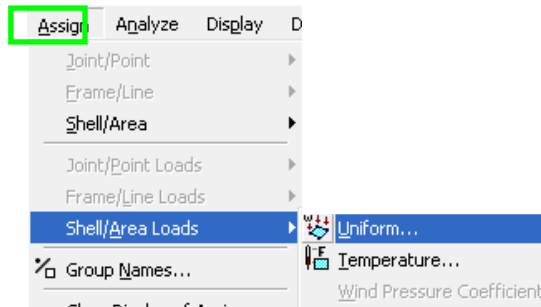 Assign Analyze Display D
Joint/Point
Frame/Line
Shell/Area
Joint/Point Loads
Frame/Line Loads
Shell/Area Loads
Uniform...
Group Names...
Temperature...
Wind Pressure Coefficient